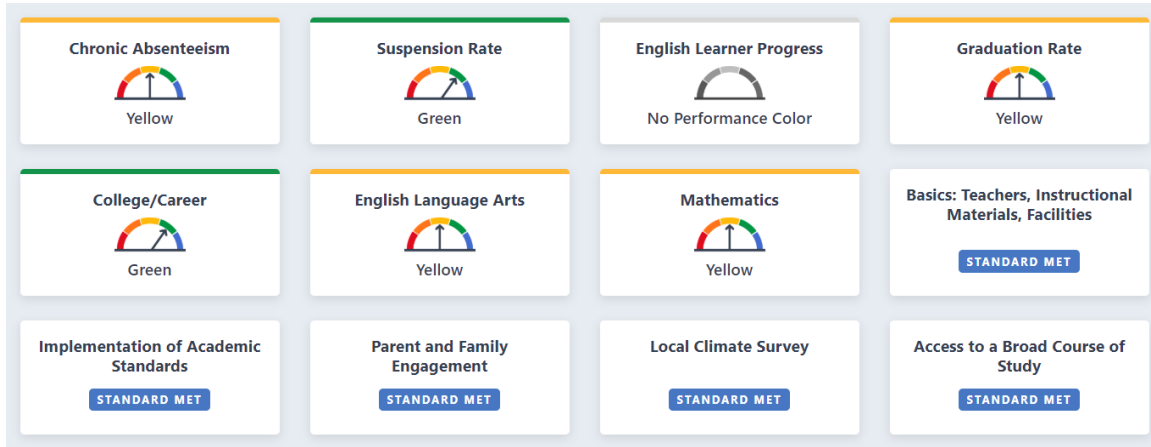 Chronic Absenteeism
Yellow
Suspension Rate
Green
English Learner Progress
No Performance Color
Graduation Rate
Yellow
College/Career
Green
English Language Arts
Yellow
Mathematics
Yellow
Basics: Teachers, Instructional
Materials, Facilities
STANDARD MET
Implementation of Academic
Standards
STANDARD MET
Parent and Family
Engagement
STANDARD MET
Local Climate Survey
STANDARD MET
Access to a Broad Course of
Study
STANDARD MET